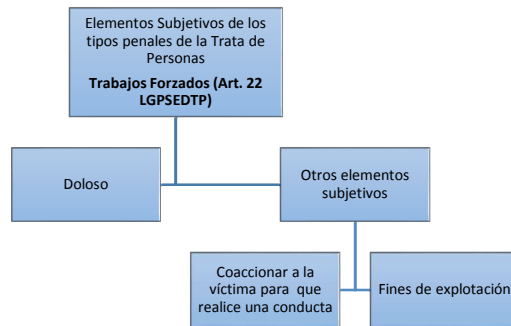 Elementos Subjetivos de los
tipos penales de la Trata de
Personas
Trabajos Forzados (Art. 22
LGPSEDTP)
Doloso
Otros elementos
subjetivos
Coaccionar a la
víctima para que
realice una conducta
Fines de explotación